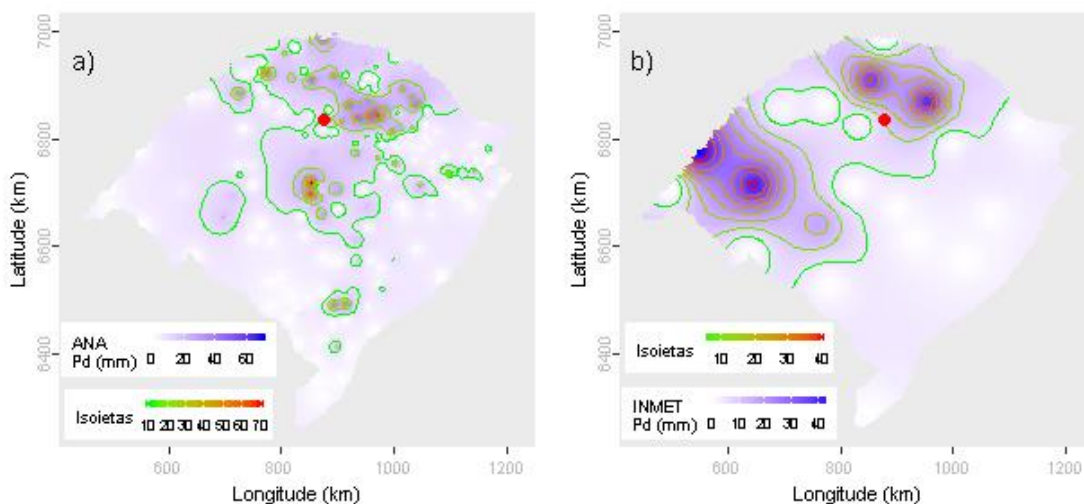 a)
7000
6800
6600
6400
Latitude (km)
ANA
Pd (mm) 0 20 40 60
Isoietas
10 20 30 40 50 60 70
600 800 1000 1200
Longitude (km)
b)
7000
6800
6600
6400
Latitude (km)
Isoietas
10 20 30 40
INMET
Pd (mm) 0 10 20 30 40
600 800 1000 1200
Longitude (km)